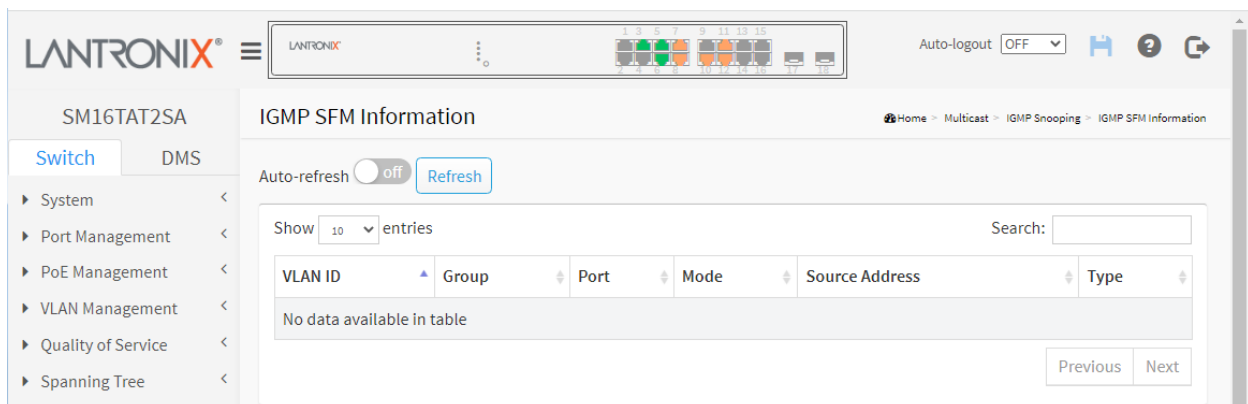 LANTRONIX®
LANTRONIX
1 3 5 7 9 11 13 15
2 4 6 8 10 12 14 16 17 18
Auto-logout OFF
SM16TAT2SA
Switch DMS
System
Port Management
PoE Management
VLAN Management
Quality of Service
Spanning Tree
IGMP SFM Information
Home > Multicast > IGMP Snooping > IGMP SFM Information
Auto-refresh off Refresh
Show 10 entries
Search:
VLAN ID Group Port Mode Source Address Type
No data available in table
Previous Next